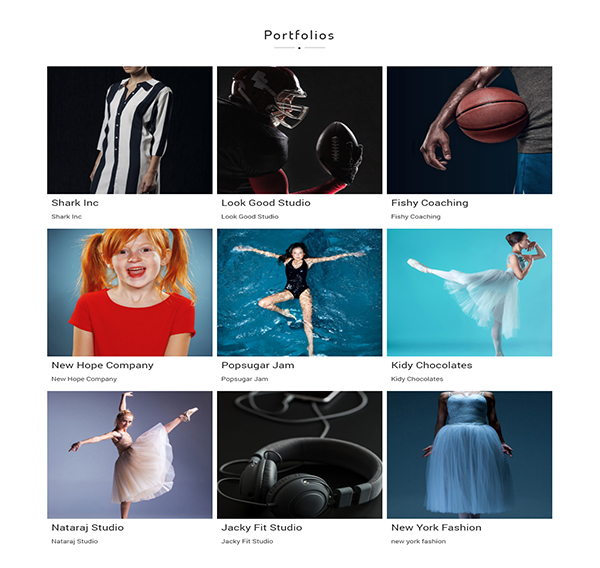 Portfolios
Shark Inc
Shark Inc
Look Good Studio
Look Good Studio
Fishy Coaching
Fishy Coaching
New Hope Company
New Hope Company
Popsugar Jam
Popsugar Jam
Kidy Chocolates
Kidy Chocolates
Nataraj Studio
Nataraj Studio
Jacky Fit Studio
Jacky Fit Studio
New York Fashion
new york fashion